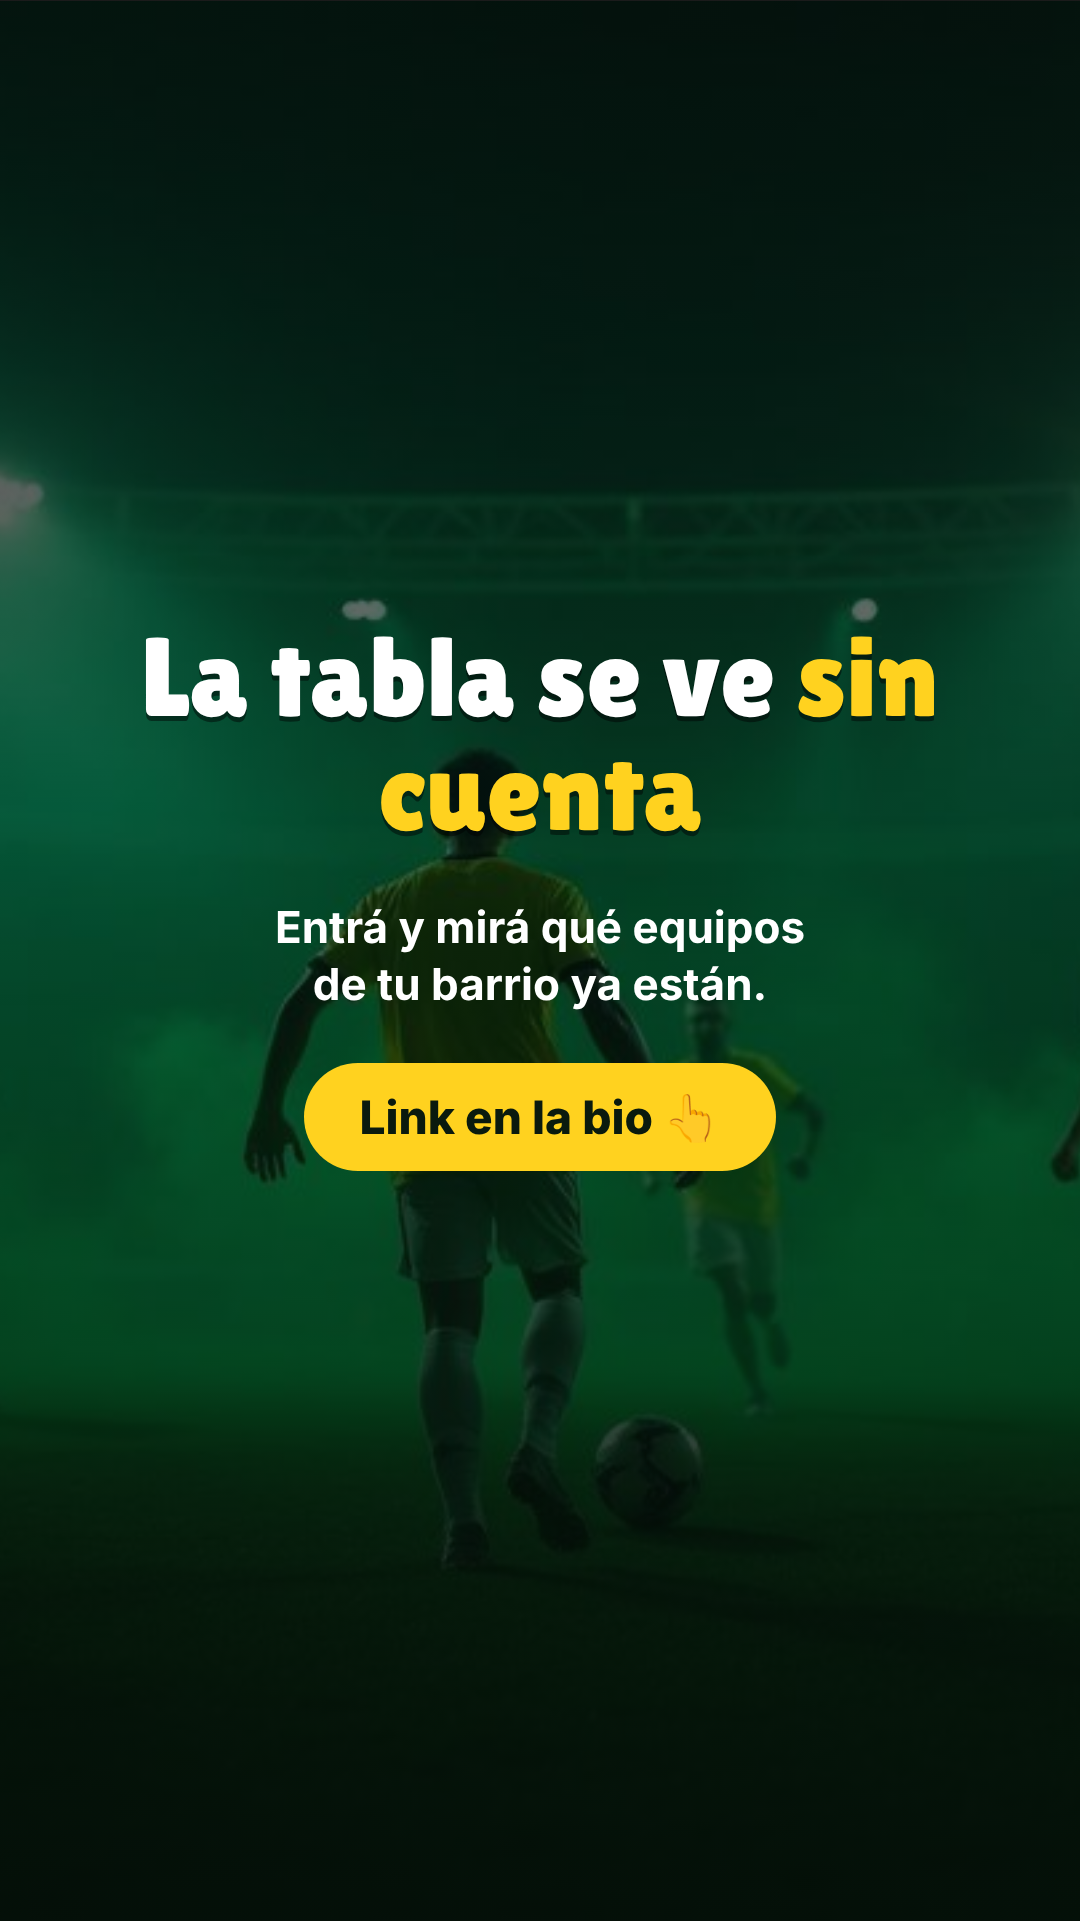 La tabla se ve sin
cuenta
Entrá y mirá qué equipos
de tu barrio ya están.
Link en la bio 👆